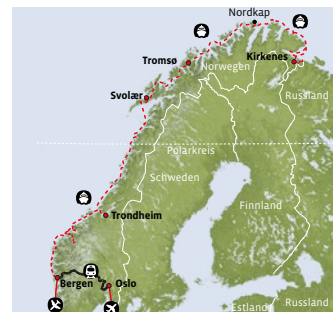 Nordkap
Tromsø
Kirkenes
Norwegen
Svolær
Russland
Polarkreis
Schweden
Finnland
Trondheim
Bergen
Oslo
Estland
Russland